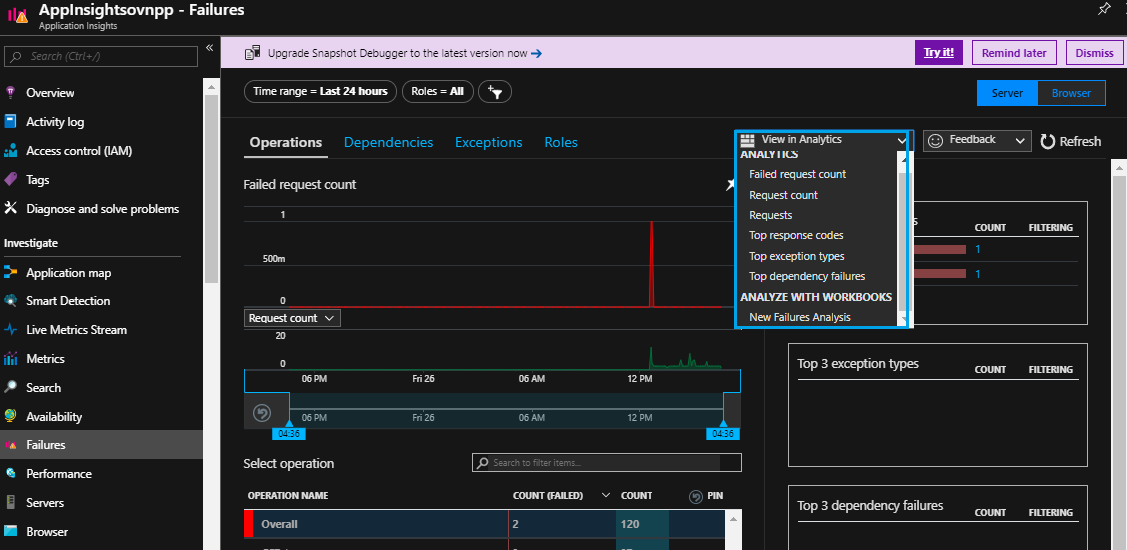 AppInsightsovnpp - Failures
Application Insights
Search (Ctrl+/)
Overview
Activity log
Access control (IAM)
Tags
Diagnose and solve problems
Investigate
Application map
Smart Detection
Live Metrics Stream
Metrics
Search
Availability
Failures
Performance
Servers
Browser
Upgrade Snapshot Debugger to the latest version now
Try it!
Remind later
Dismiss
Time range = Last 24 hours
Roles = All
Server
Browser
Operations
Dependencies
Exceptions
Roles
View in Analytics
Feedback
Refresh
ANALYTICS
Failed request count
Request count
Requests
Top response codes
Top exception types
Top dependency failures
ANALYZE WITH WORKBOOKS
New Failures Analysis
Failed request count
1
500m
0
Request count
20
0
06 PM
Fri 26
06 AM
12 PM
06 PM
Fri 26
06 AM
12 PM
04:36
04:36
Select operation
Search to filter items...
OPERATION NAME
COUNT (FAILED)
COUNT
PIN
Overall
2
120
COUNT
FILTERING
1
1
Top 3 exception types
COUNT
FILTERING
Top 3 dependency failures
COUNT
FILTERING